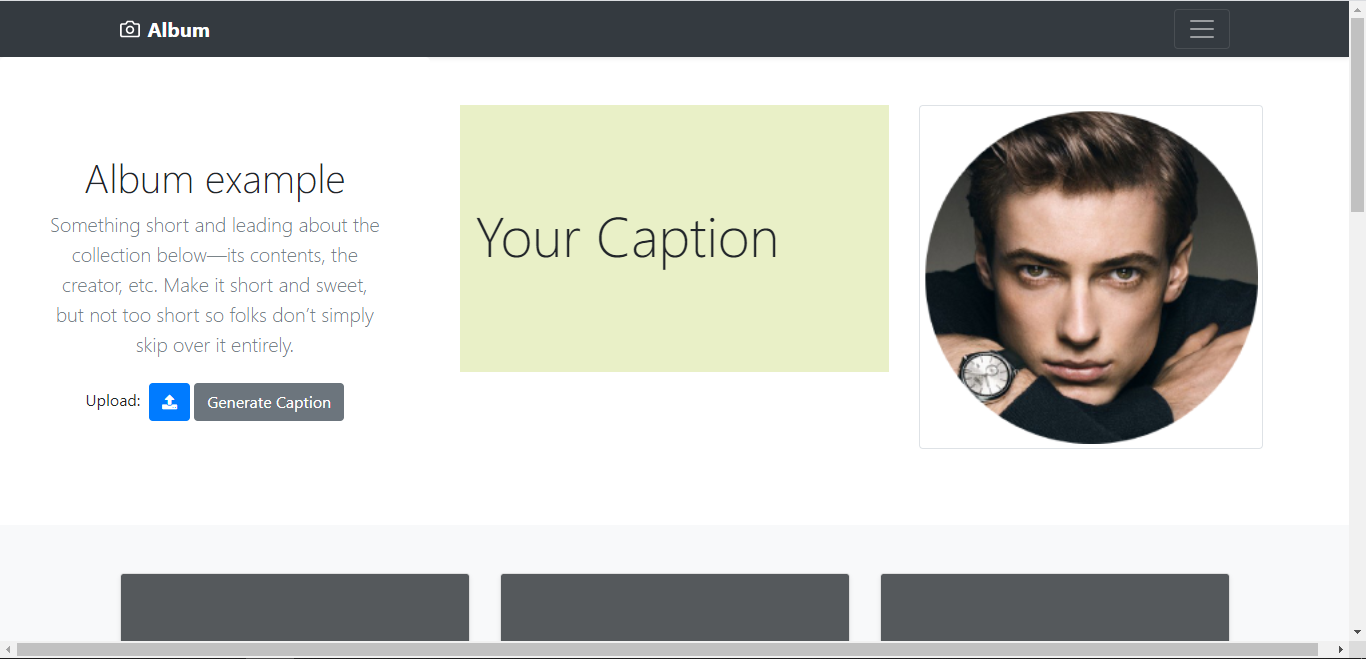 Album
Album example
Something short and leading about the
collection below—its contents, the
creator, etc. Make it short and sweet,
but not too short so folks don’t simply
skip over it entirely.
Upload: Generate Caption
Your Caption